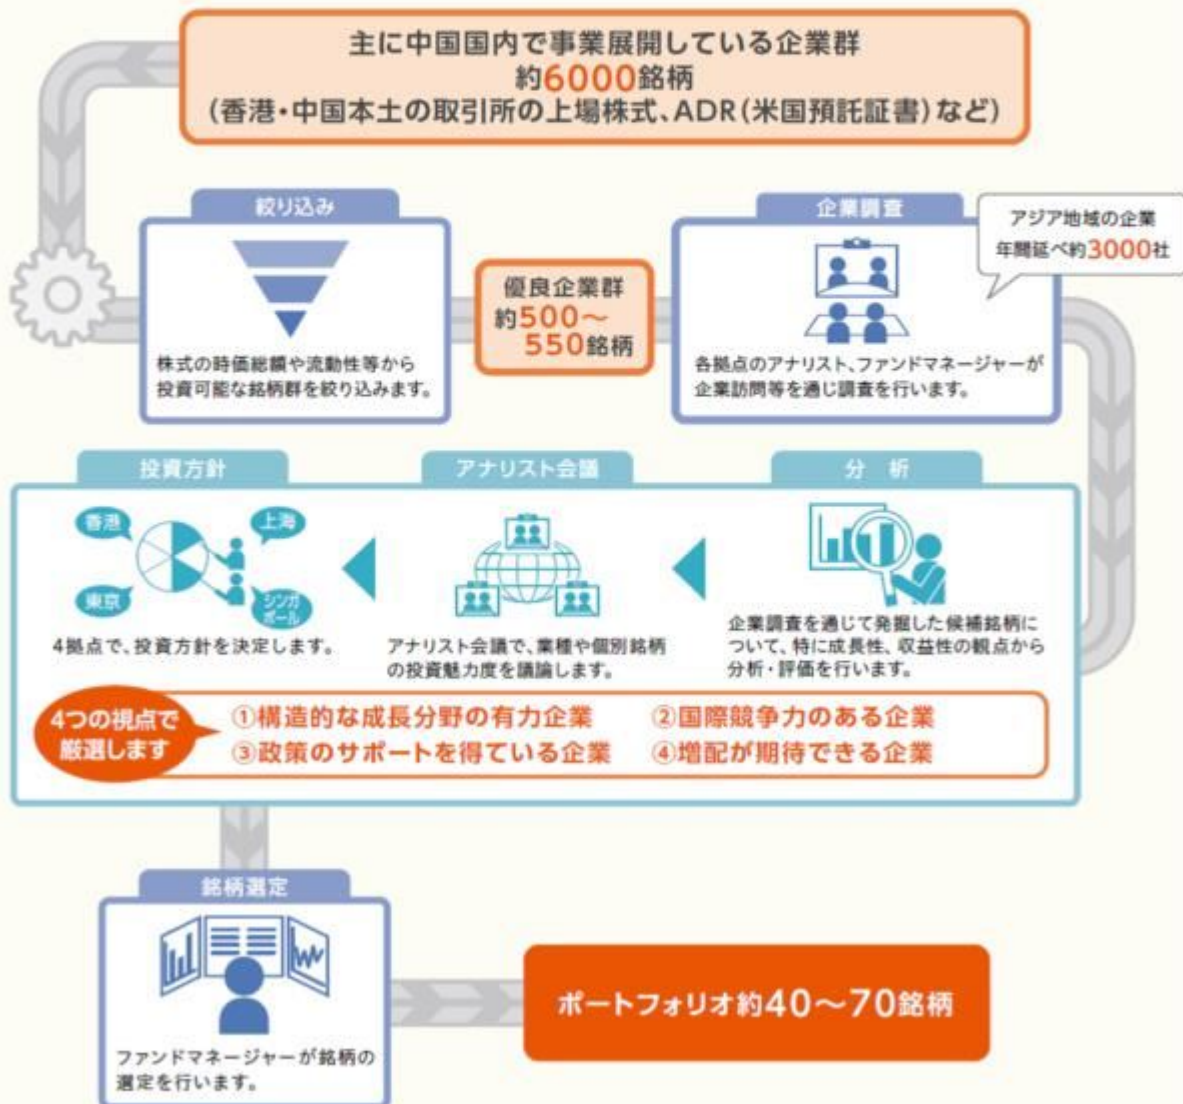 主に中国国内で事業展開している企業群
約6000銘柄
(香港・中国本土の取引所の上場株式、ADR(米国預託証書)など)
絞り込み
株式の時価総額や流動性等から
投資可能な銘柄群を絞り込みます。
優良企業群
約500～
550銘柄
企業調査
アジア地域の企業
年間延べ約3000社
各拠点のアナリスト、ファンドマネージャーが
企業訪問等を通じ調査を行います。
分 析
企業調査を通じて発掘した候補銘柄に
ついて、特に成長性、収益性の観点から
分析・評価を行います。
アナリスト会議
アナリスト会議で、業種や個別銘柄
の投資魅力度を議論します。
投資方針
香港
上海
東京
シンガ
ポール
4拠点で、投資方針を決定します。
4つの視点で
厳選します
①構造的な成長分野の有力企業
②国際競争力のある企業
③政策のサポートを得ている企業
④増配が期待できる企業
銘柄選定
ファンドマネージャーが銘柄の
選定を行います。
ポートフォリオ約40～70銘柄